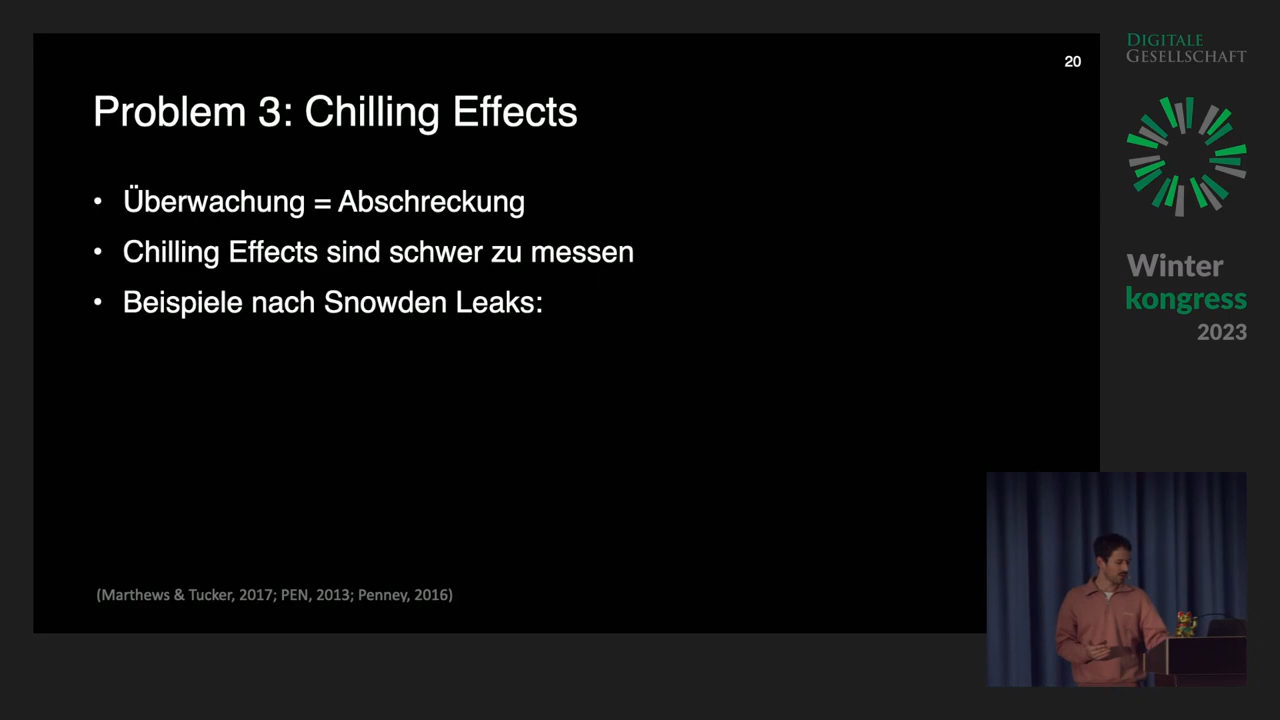 20
DIGITALE
GESELLSCHAFT
Problem 3: Chilling Effects
• Überwachung = Abschreckung
• Chilling Effects sind schwer zu messen
• Beispiele nach Snowden Leaks:
Winter
kongress
2023
(Marthews & Tucker, 2017; PEN, 2013; Penney, 2016)